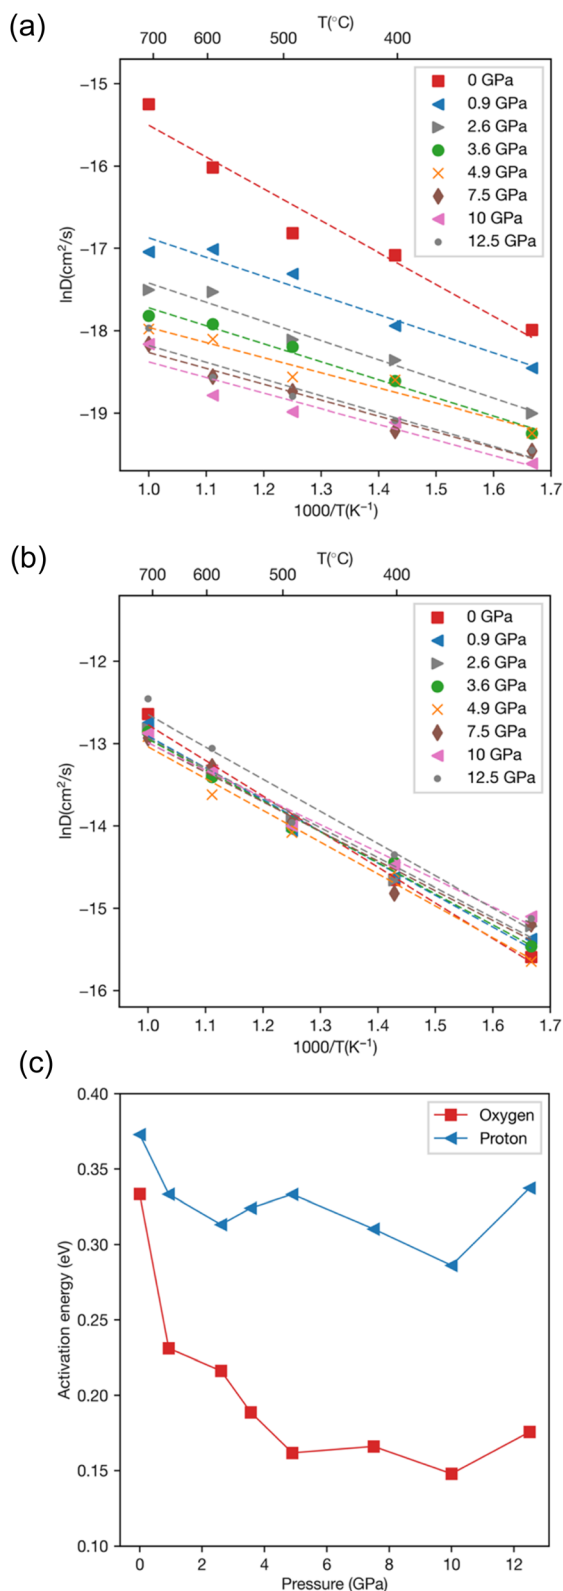 (a)
T(°C)
700 600 500 400
−15
−16
−17
−18
−19
lnD(cm²/s)
0 GPa
0.9 GPa
2.6 GPa
3.6 GPa
4.9 GPa
7.5 GPa
10 GPa
12.5 GPa
1.0 1.1 1.2 1.3 1.4 1.5 1.6 1.7
1000/T(K⁻¹)
(b)
T(°C)
700 600 500 400
−12
−13
−14
−15
−16
lnD(cm²/s)
0 GPa
0.9 GPa
2.6 GPa
3.6 GPa
4.9 GPa
7.5 GPa
10 GPa
12.5 GPa
1.0 1.1 1.2 1.3 1.4 1.5 1.6 1.7
1000/T(K⁻¹)
(c)
0.40
0.35
0.30
0.25
0.20
0.15
0.10
Activation energy (eV)
Oxygen
Proton
0 2 4 6 8 10 12
Pressure (GPa)